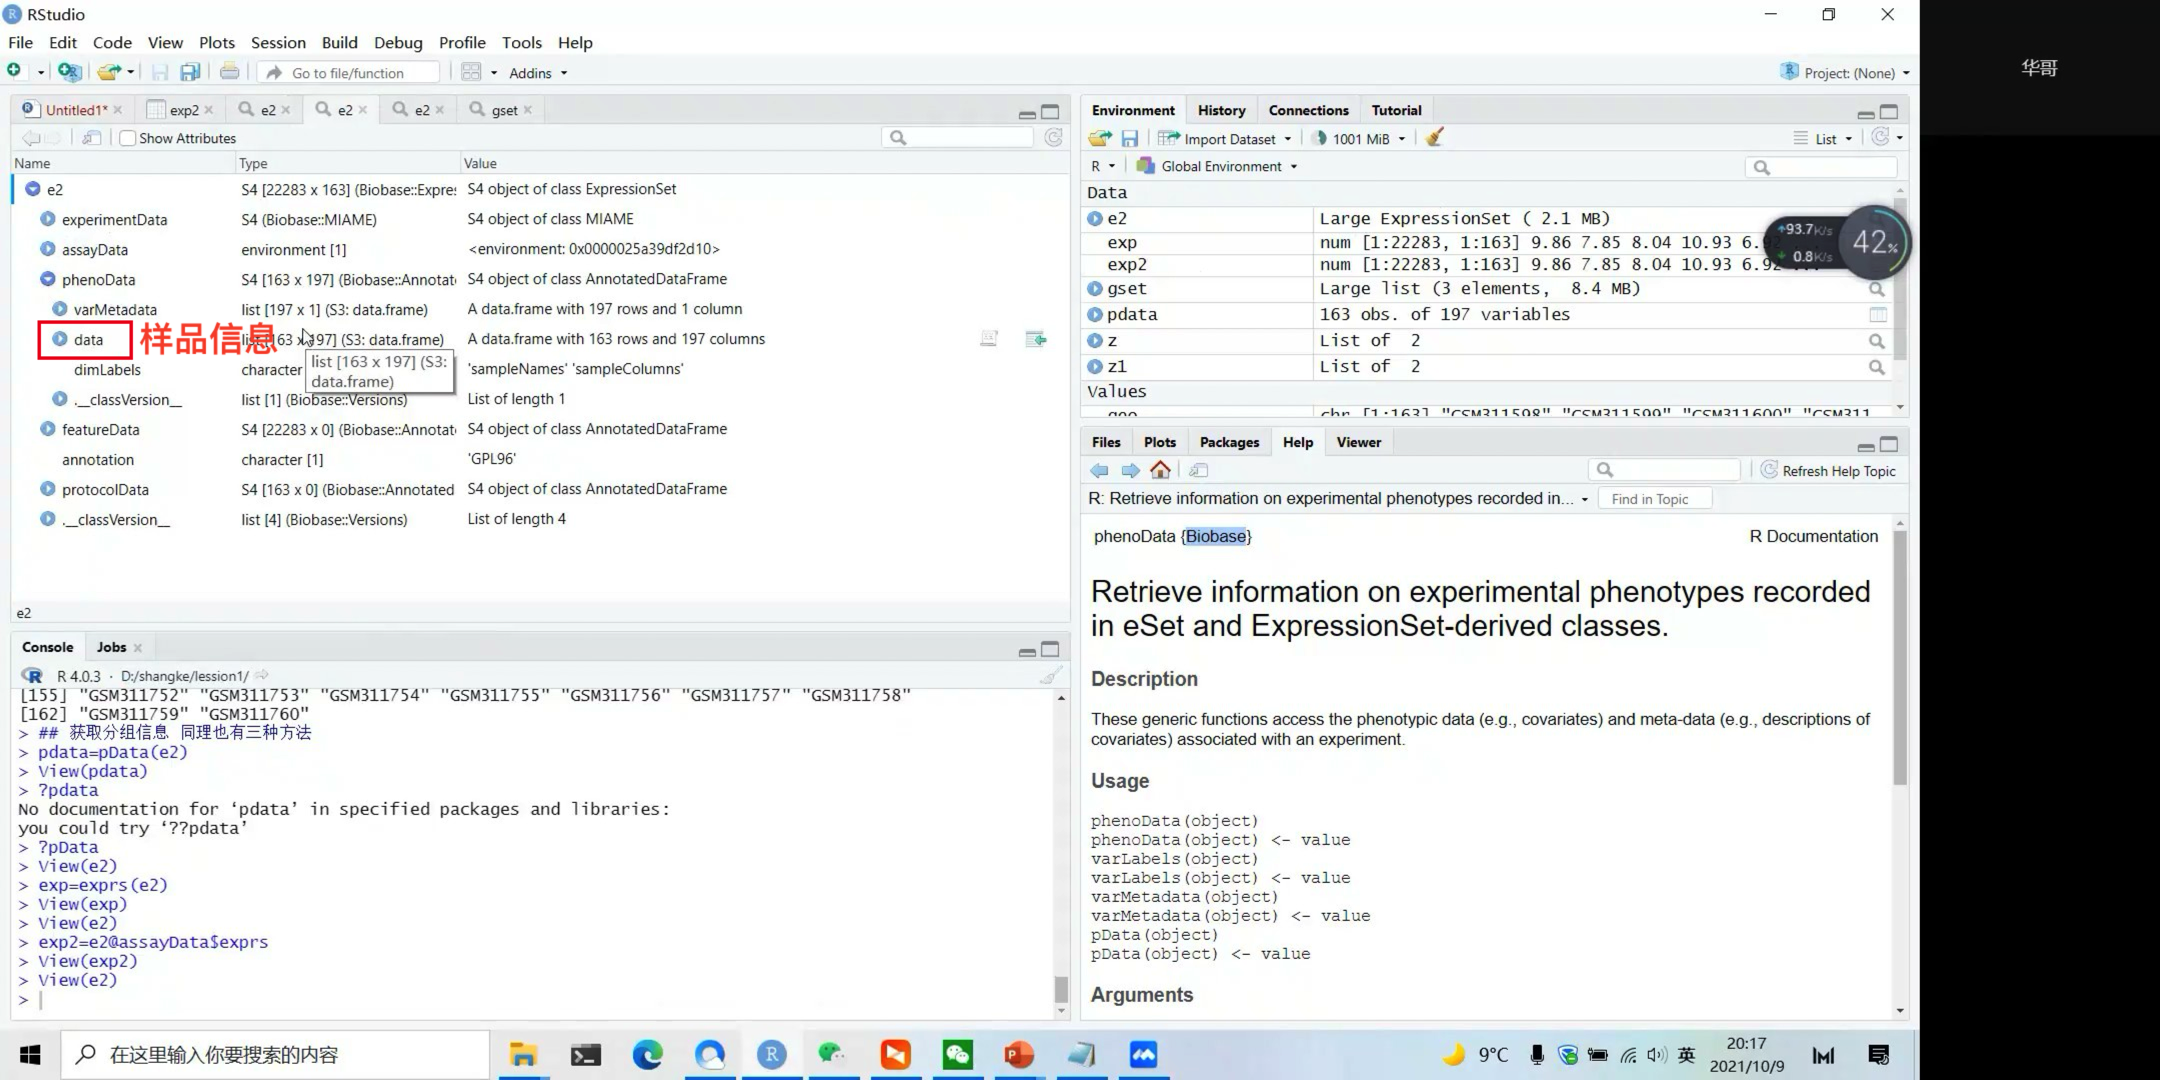 RStudio
File Edit Code View Plots Session Build Debug Profile Tools Help
Go to file/function Addins Project: (None)
华哥
Untitled1* exp2 e2 e2 e2 gset
Show Attributes
Name Type Value
e2 S4 [22283 x 163] (Biobase::Expres S4 object of class ExpressionSet
experimentData S4 (Biobase::MIAME) S4 object of class MIAME
assayData environment [1] <environment: 0x0000025a39df2d10>
phenoData S4 [163 x 197] (Biobase::Annotat S4 object of class AnnotatedDataFrame
varMetadata list [197 x 1] (S3: data.frame) A data.frame with 197 rows and 1 column
data 样品信息 [163 x 197] (S3: data.frame) A data.frame with 163 rows and 197 columns
list [163 x 197] (S3:
data.frame)
dimLabels character 'sampleNames' 'sampleColumns'
.__classVersion__ list [1] (Biobase::Versions) List of length 1
featureData S4 [22283 x 0] (Biobase::Annotat S4 object of class AnnotatedDataFrame
annotation character [1] 'GPL96'
protocolData S4 [163 x 0] (Biobase::Annotated S4 object of class AnnotatedDataFrame
.__classVersion__ list [4] (Biobase::Versions) List of length 4
e2
Console Jobs
R 4.0.3 · D:/shangke/lession1/
[155] "GSM311752" "GSM311753" "GSM311754" "GSM311755" "GSM311756" "GSM311757" "GSM311758"
[162] "GSM311759" "GSM311760"
> ## 获取分组信息 同理也有三种方法
> pdata=pData(e2)
> View(pdata)
> ?pdata
No documentation for ‘pdata’ in specified packages and libraries:
you could try ‘??pdata’
> ?pData
> View(e2)
> exp=exprs(e2)
> View(exp)
> View(e2)
> exp2=e2@assayData$exprs
> View(exp2)
> View(e2)
>
Environment History Connections Tutorial
Import Dataset 1001 MiB List
R Global Environment
Data
e2 Large ExpressionSet ( 2.1 MB)
exp num [1:22283, 1:163] 9.86 7.85 8.04 10.93 6.92
exp2 num [1:22283, 1:163] 9.86 7.85 8.04 10.93 6.92 ...
93.7K/s
0.8K/s
42%
gset Large list (3 elements, 8.4 MB)
pdata 163 obs. of 197 variables
z List of 2
z1 List of 2
Values
geo chr [1:163] "GSM311598" "GSM311599" "GSM311600" "GSM311
Files Plots Packages Help Viewer
Refresh Help Topic
R: Retrieve information on experimental phenotypes recorded in... Find in Topic
phenoData {Biobase} R Documentation
Retrieve information on experimental phenotypes recorded
in eSet and ExpressionSet-derived classes.
Description
These generic functions access the phenotypic data (e.g., covariates) and meta-data (e.g., descriptions of
covariates) associated with an experiment.
Usage
phenoData(object)
phenoData(object) <- value
varLabels(object)
varLabels(object) <- value
varMetadata(object)
varMetadata(object) <- value
pData(object)
pData(object) <- value
Arguments
在这里输入你要搜索的内容
9°C 英 20:17
2021/10/9